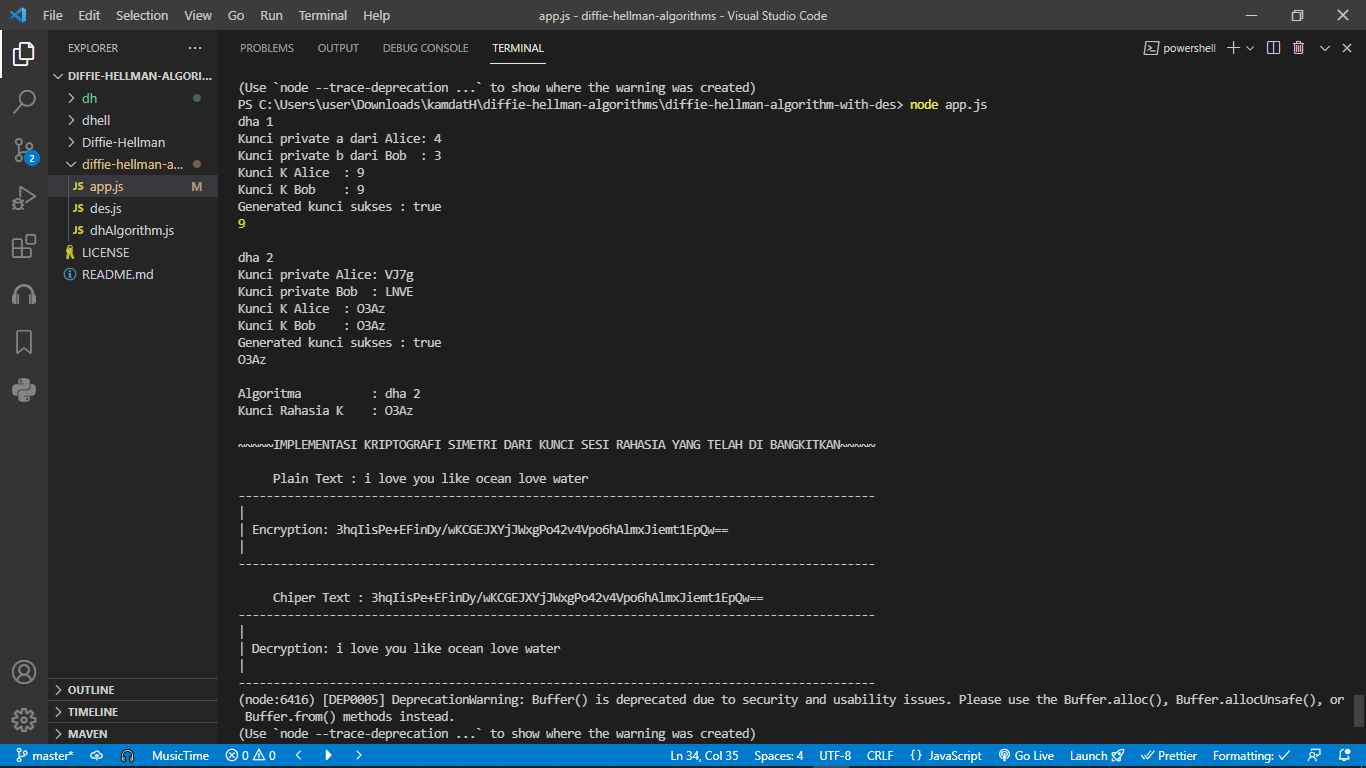 File Edit Selection View Go Run Terminal Help app.js - diffie-hellman-algorithms - Visual Studio Code
EXPLORER ···
DIFFIE-HELLMAN-ALGORI...
dh
dhell
Diffie-Hellman
diffie-hellman-a...
JS app.js M
JS des.js
JS dhAlgorithm.js
LICENSE
README.md
OUTLINE
TIMELINE
MAVEN
2
PROBLEMS OUTPUT DEBUG CONSOLE TERMINAL powershell
(Use `node --trace-deprecation ...` to show where the warning was created)
PS C:\Users\user\Downloads\kamdatH\diffie-hellman-algorithms\diffie-hellman-algorithm-with-des> node app.js
dha 1
Kunci private a dari Alice: 4
Kunci private b dari Bob  : 3
Kunci K Alice  : 9
Kunci K Bob    : 9
Generated kunci sukses : true
9
dha 2
Kunci private Alice: VJ7g
Kunci private Bob  : LNVE
Kunci K Alice  : O3Az
Kunci K Bob    : O3Az
Generated kunci sukses : true
O3Az
Algoritma          : dha 2
Kunci Rahasia K    : O3Az
~~~~~IMPLEMENTASI KRIPTOGRAFI SIMETRI DARI KUNCI SESI RAHASIA YANG TELAH DI BANGKITKAN~~~~~
Plain Text : i love you like ocean love water
-------------------------------------------------------------------------------------------
|
| Encryption: 3hqIisPe+EFinDy/wKCGEJXYjJWxgPo42v4Vpo6hAlmxJiemt1EpQw==
|
-------------------------------------------------------------------------------------------
Chiper Text : 3hqIisPe+EFinDy/wKCGEJXYjJWxgPo42v4Vpo6hAlmxJiemt1EpQw==
-------------------------------------------------------------------------------------------
|
| Decryption: i love you like ocean love water
|
-------------------------------------------------------------------------------------------
(node:6416) [DEP0005] DeprecationWarning: Buffer() is deprecated due to security and usability issues. Please use the Buffer.alloc(), Buffer.allocUnsafe(), or
Buffer.from() methods instead.
(Use `node --trace-deprecation ...` to show where the warning was created)
master* MusicTime 0 0 Ln 34, Col 35 Spaces: 4 UTF-8 CRLF {} JavaScript Go Live Launch Prettier Formatting: ✓